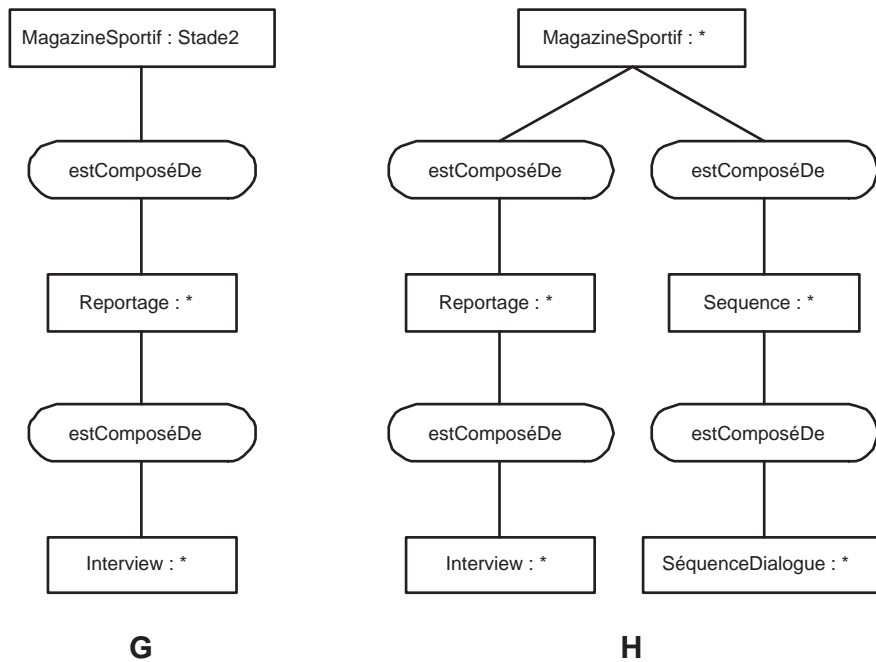 MagazineSportif : Stade2
estComposéDe
Reportage : *
estComposéDe
Interview : *
G
MagazineSportif : *
estComposéDe
estComposéDe
Reportage : *
Sequence : *
estComposéDe
estComposéDe
Interview : *
SéquenceDialogue : *
H